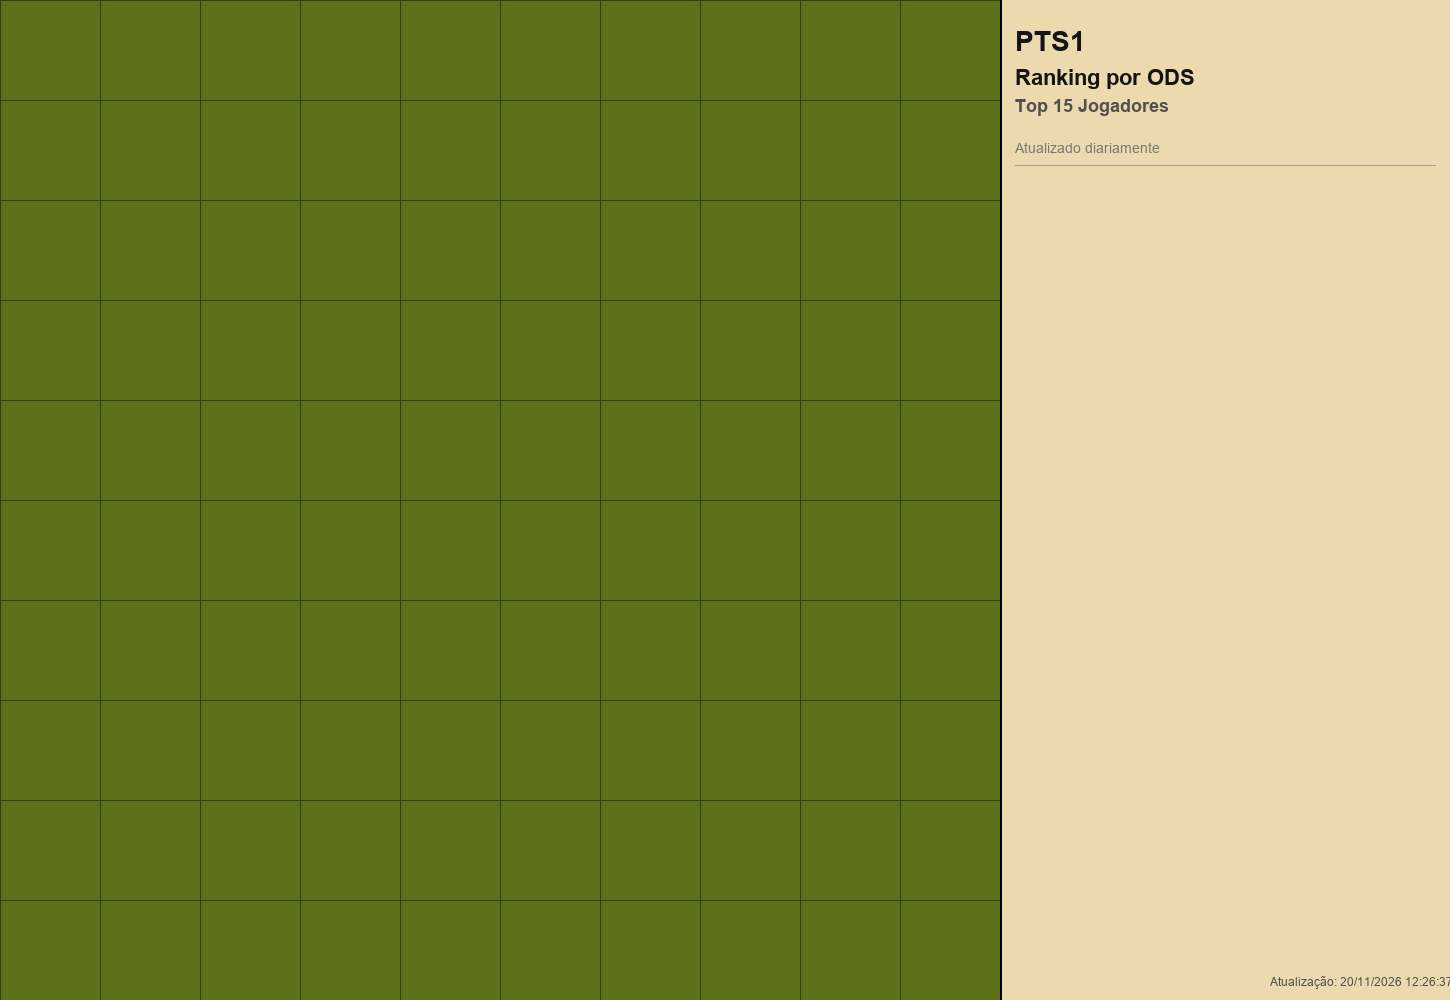 PTS1
Ranking por ODS
Top 15 Jogadores
Atualizado diariamente
Atualização: 20/11/2026 12:26:37